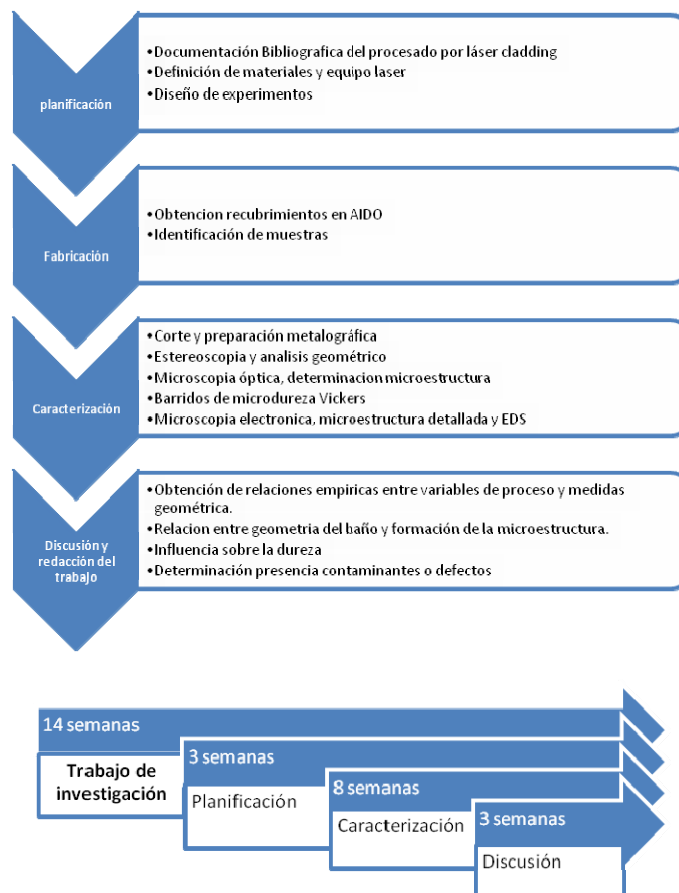 planificación
•Documentación Bibliografica del procesado por láser cladding
•Definición de materiales y equipo laser
•Diseño de experimentos
Fabricación
•Obtencion recubrimientos en AIDO
•Identificación de muestras
Caracterización
•Corte y preparación metalográfica
•Estereoscopia y analisis geométrico
•Microscopia óptica, determinacion microestructura
•Barridos de microdureza Vickers
•Microscopia electronica, microestructura detallada y EDS
Discusión y
redacción del
trabajo
•Obtención de relaciones empiricas entre variables de proceso y medidas
geométrica.
•Relacion entre geometria del baño y formación de la microestructura.
•Influencia sobre la dureza
•Determinación presencia contaminantes o defectos
14 semanas
Trabajo de
investigación
3 semanas
Planificación
8 semanas
Caracterización
3 semanas
Discusión